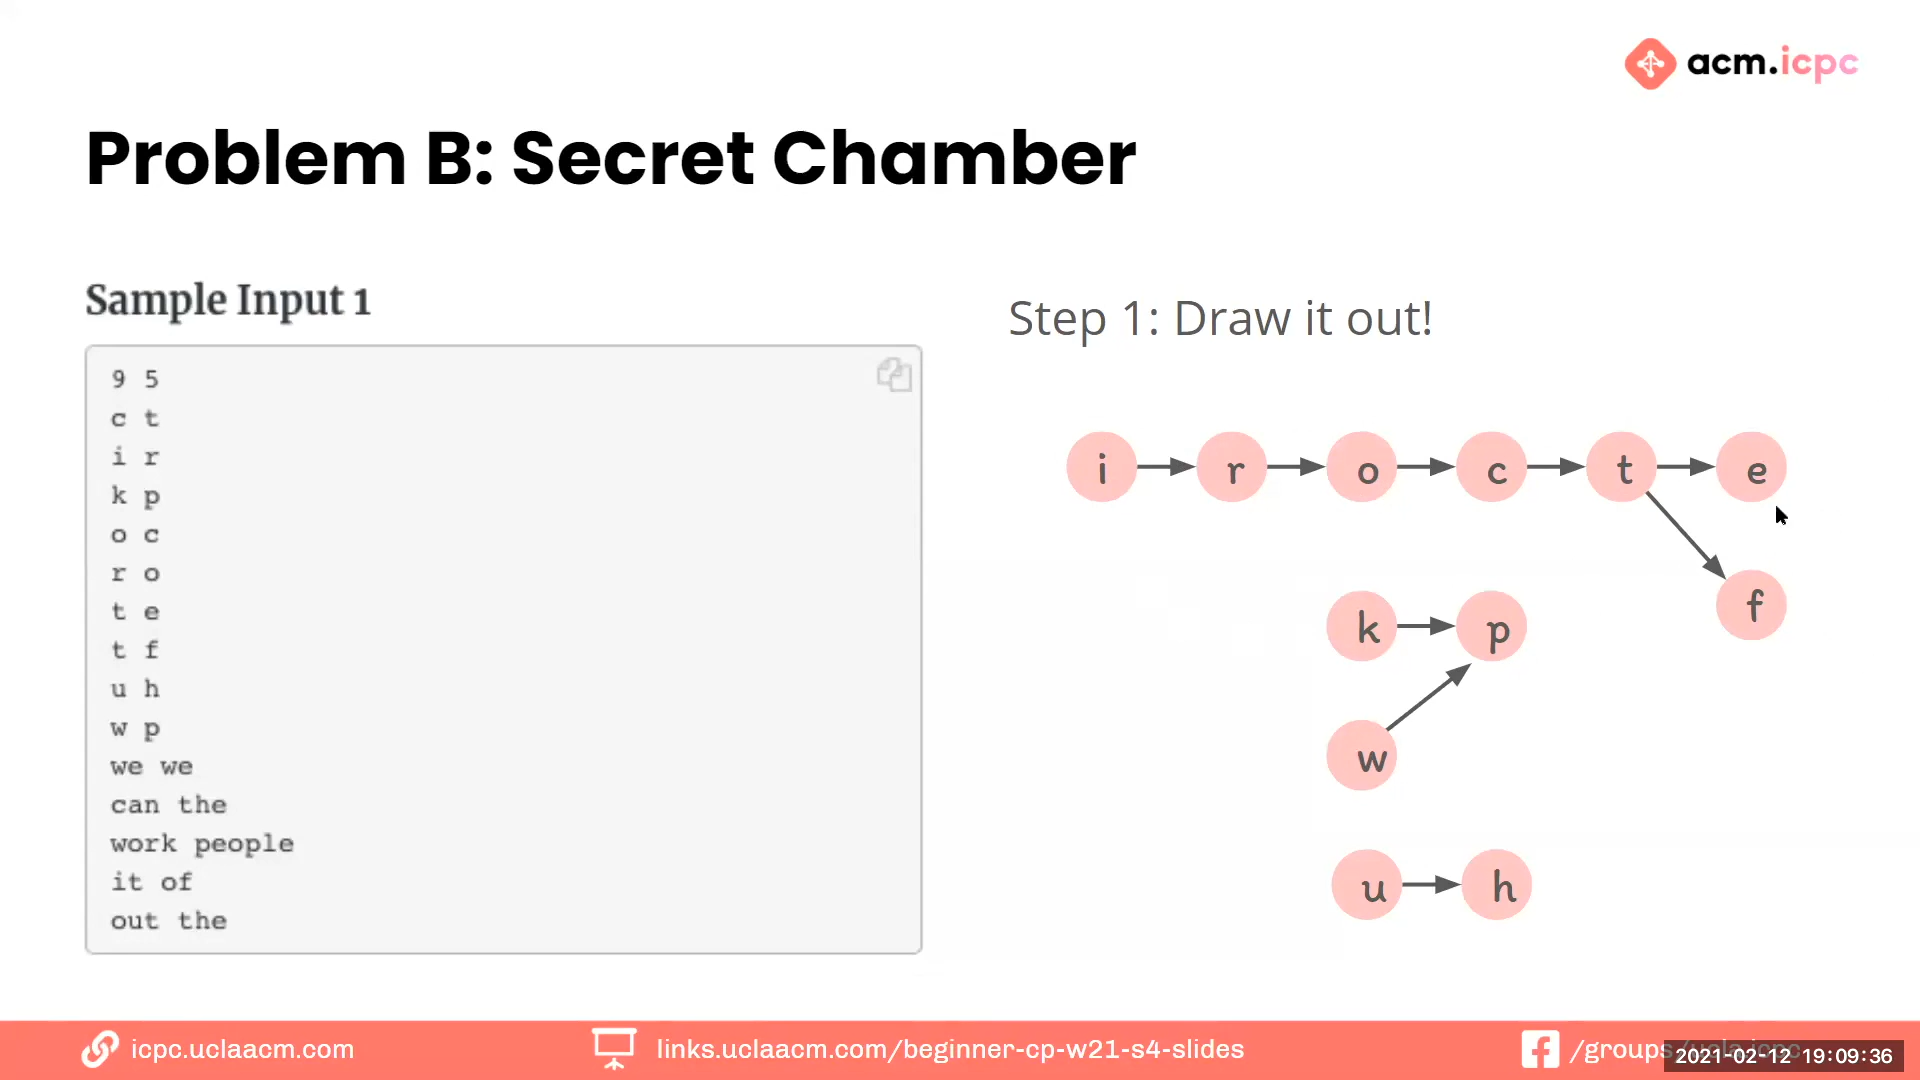 acm.icpc
Problem B: Secret Chamber
Sample Input 1
9 5
c t
i r
k p
o c
r o
t e
t f
u h
w p
we we
can the
work people
it of
out the
Step 1: Draw it out!
i r o c t e
f
k p
w
u h
icpc.uclaacm.com
links.uclaacm.com/beginner-cp-w21-s4-slides
/groups/ucla.icpc
2021-02-12 19:09:36